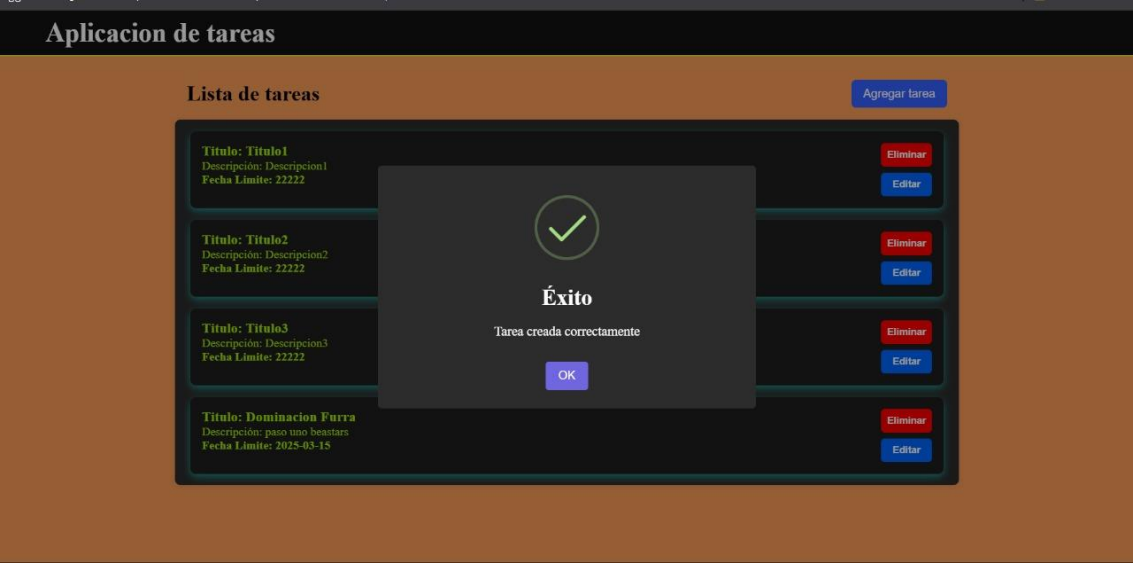 Aplicacion de tareas
Lista de tareas
Agregar tarea
Titulo: Titulo1
Descripción: Descripcion1
Fecha Limite: 22222
Eliminar
Editar
Titulo: Titulo2
Descripción: Descripcion2
Fecha Limite: 22222
Eliminar
Editar
Titulo: Titulo3
Descripción: Descripcion3
Fecha Limite: 22222
Eliminar
Editar
Titulo: Dominacion Furra
Descripción: paso uno beastars
Fecha Limite: 2025-03-15
Eliminar
Editar
Éxito
Tarea creada correctamente
OK